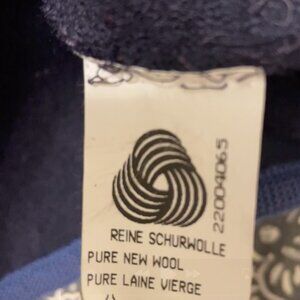 22004065
REINE SCHURWOLLE
PURE NEW WOOL
PURE LAINE VIERGE